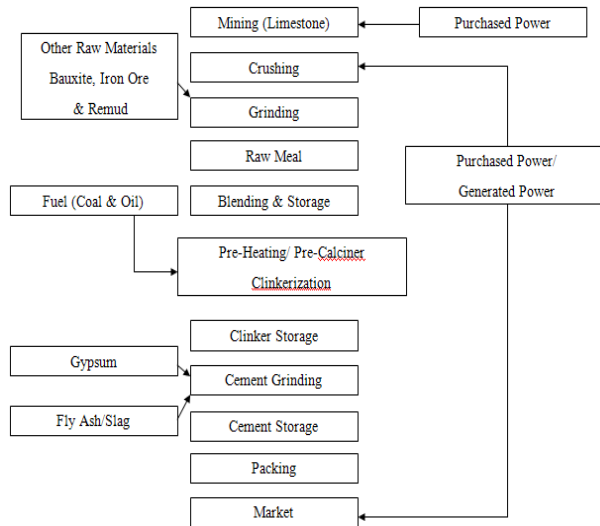 Mining (Limestone)
Purchased Power
Other Raw Materials
Bauxite, Iron Ore
& Remud
Crushing
Grinding
Raw Meal
Purchased Power/
Generated Power
Fuel (Coal & Oil)
Blending & Storage
Pre-Heating/ Pre-Calciner
Clinkerization
Clinker Storage
Gypsum
Cement Grinding
Fly Ash/Slag
Cement Storage
Packing
Market